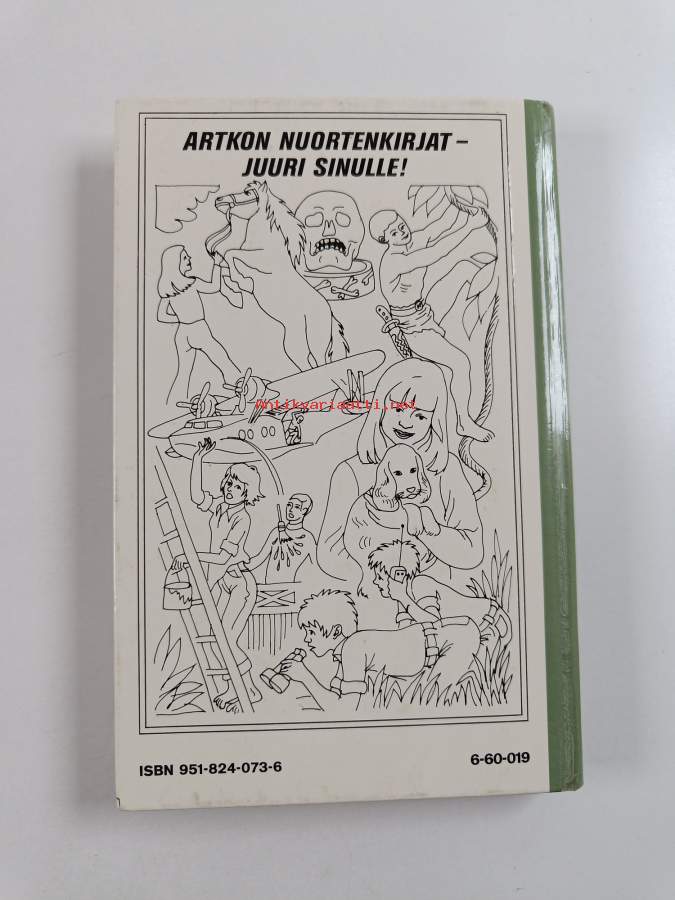 ARTKON NUORTENKIRJAT –
JUURI SINULLE!
Antikvariaatti.net
ISBN 951-824-073-6
6-60-019